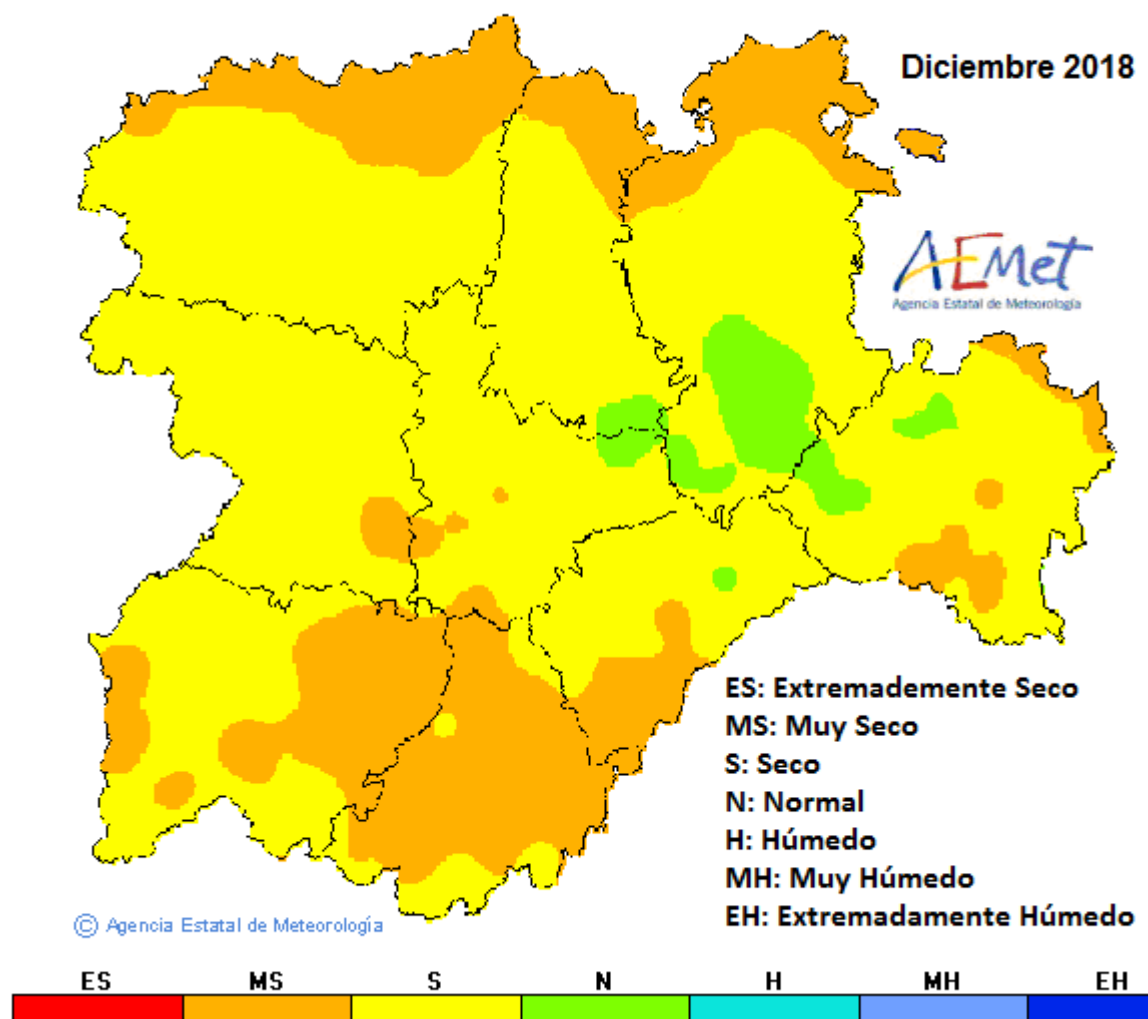 Diciembre 2018
AEMet
Agencia Estatal de Meteorología
ES: Extremademente Seco
MS: Muy Seco
S: Seco
N: Normal
H: Húmedo
MH: Muy Húmedo
EH: Extremadamente Húmedo
© Agencia Estatal de Meteorología
ES MS S N H MH EH